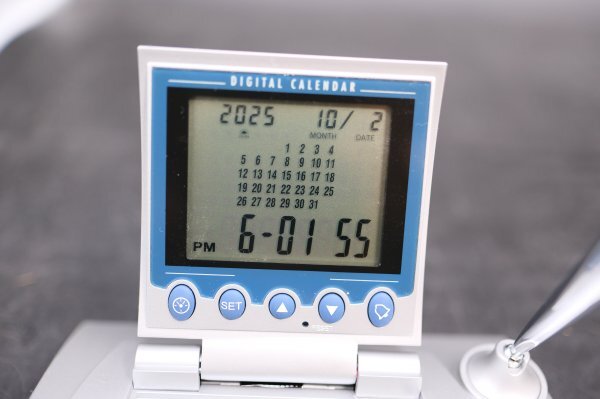 DIGITAL CALENDAR
2025 10/ 2
MONTH DATE
1 2 3 4
5 6 7 8 9 10 11
12 13 14 15 16 17 18
19 20 21 22 23 24 25
26 27 28 29 30 31
PM 6-01 55
SET
RESET